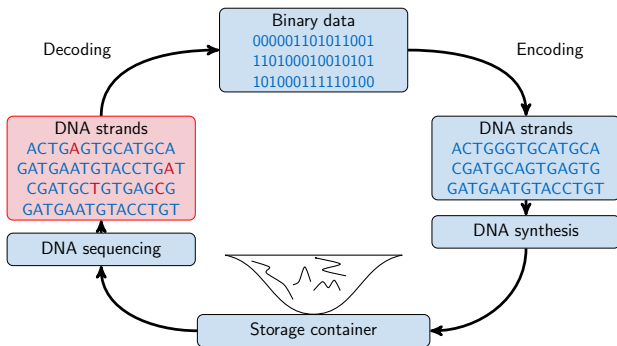 Binary data
000001101011001
110100010010101
101000111110100
Decoding
Encoding
DNA strands
ACTGAGTGCATGCA
GATGAATGTACCTGAT
CGATGCTGTGAGCG
GATGAATGTACCTGT
DNA strands
ACTGGGTGCATGCA
CGATGCAGTGAGTG
GATGAATGTACCTGT
DNA sequencing
DNA synthesis
Storage container